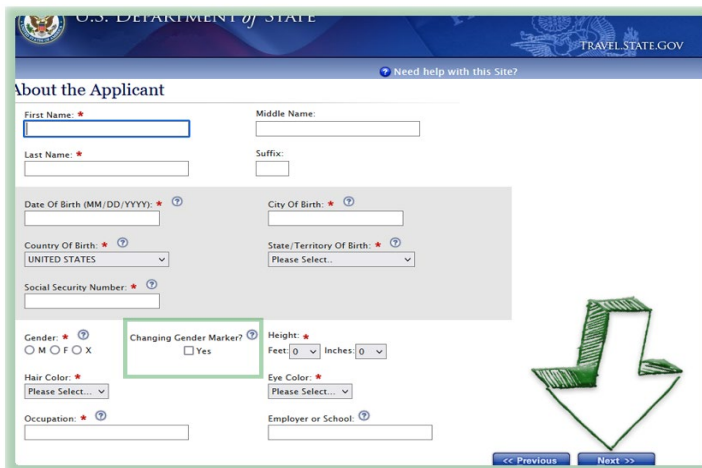 U.S. DEPARTMENT of STATE
TRAVEL.STATE.GOV
Need help with this Site?
About the Applicant
First Name: * Middle Name:
Last Name: * Suffix:
Date Of Birth (MM/DD/YYYY): * ? City Of Birth: * ?
Country Of Birth: * ? State/Territory Of Birth: * ?
UNITED STATES Please Select..
Social Security Number: * ?
Gender: * ? Changing Gender Marker? ? Height: *
M F X Yes Feet: 0 Inches: 0
Hair Color: * Eye Color: *
Please Select... Please Select...
Occupation: * ? Employer or School: ?
<< Previous Next >>